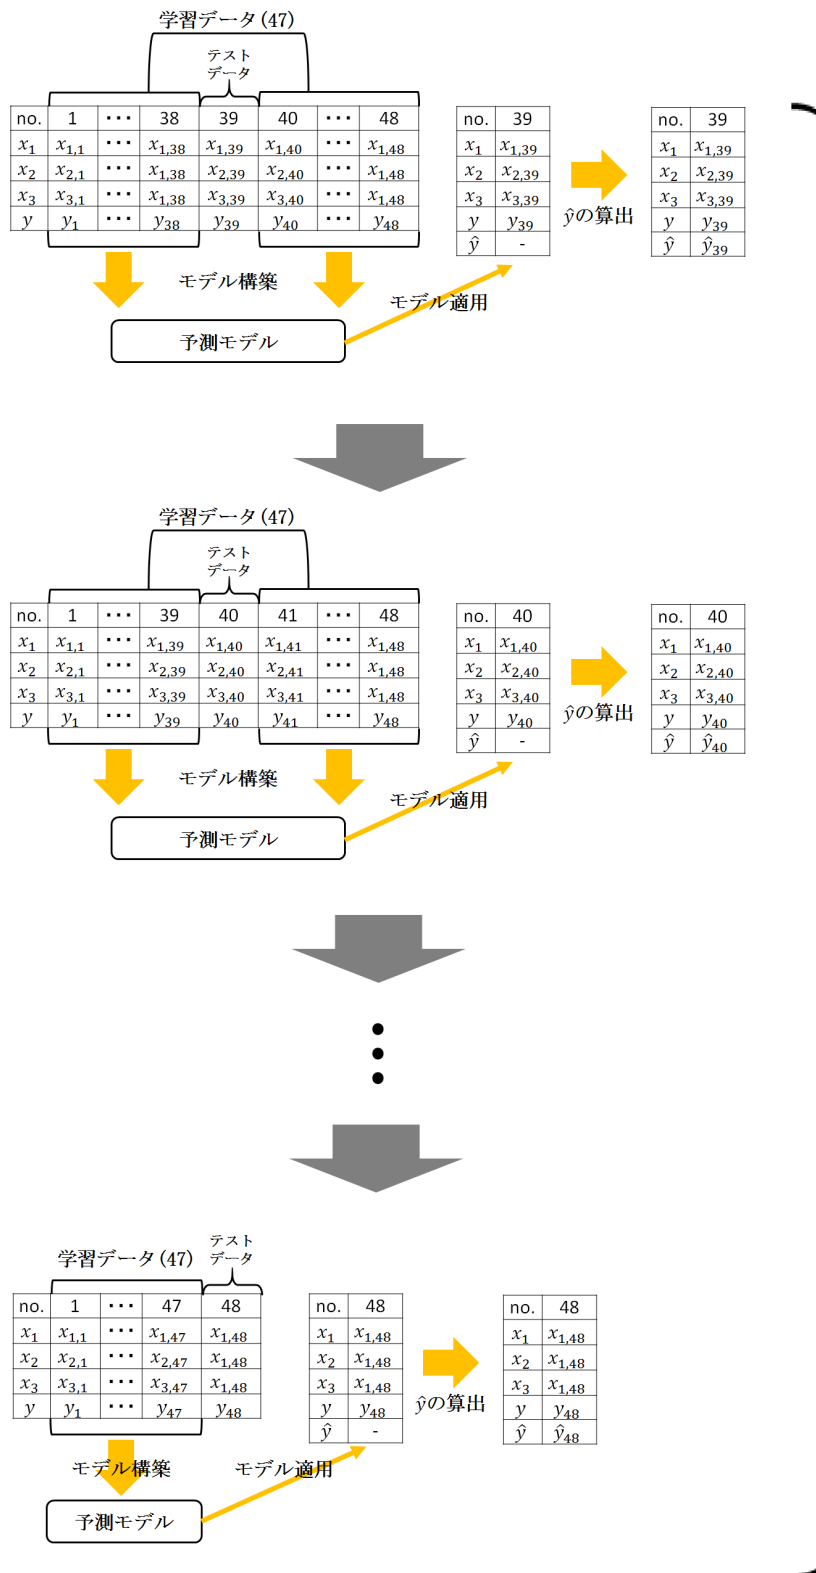 学習データ(47)
テスト
データ
no. 1 … 38 39 40 … 48
x₁ x₁,₁ … x₁,₃₈ x₁,₃₉ x₁,₄₀ … x₁,₄₈
x₂ x₂,₁ … x₁,₃₈ x₂,₃₉ x₂,₄₀ … x₁,₄₈
x₃ x₃,₁ … x₁,₃₈ x₃,₃₉ x₃,₄₀ … x₁,₄₈
y y₁ … y₃₈ y₃₉ y₄₀ … y₄₈
no. 39
x₁ x₁,₃₉
x₂ x₂,₃₉
x₃ x₃,₃₉
y y₃₉
ŷ -
ŷの算出
no. 39
x₁ x₁,₃₉
x₂ x₂,₃₉
x₃ x₃,₃₉
y y₃₉
ŷ ŷ₃₉
モデル構築
モデル適用
予測モデル
学習データ(47)
テスト
データ
no. 1 … 39 40 41 … 48
x₁ x₁,₁ … x₁,₃₉ x₁,₄₀ x₁,₄₁ … x₁,₄₈
x₂ x₂,₁ … x₂,₃₉ x₂,₄₀ x₂,₄₁ … x₁,₄₈
x₃ x₃,₁ … x₃,₃₉ x₃,₄₀ x₃,₄₁ … x₁,₄₈
y y₁ … y₃₉ y₄₀ y₄₁ … y₄₈
no. 40
x₁ x₁,₄₀
x₂ x₂,₄₀
x₃ x₃,₄₀
y y₄₀
ŷ -
ŷの算出
no. 40
x₁ x₁,₄₀
x₂ x₂,₄₀
x₃ x₃,₄₀
y y₄₀
ŷ ŷ₄₀
モデル構築
モデル適用
予測モデル
学習データ(47)
テスト
データ
no. 1 … 47 48
x₁ x₁,₁ … x₁,₄₇ x₁,₄₈
x₂ x₂,₁ … x₂,₄₇ x₁,₄₈
x₃ x₃,₁ … x₃,₄₇ x₁,₄₈
y y₁ … y₄₇ y₄₈
no. 48
x₁ x₁,₄₈
x₂ x₁,₄₈
x₃ x₁,₄₈
y y₄₈
ŷ -
ŷの算出
no. 48
x₁ x₁,₄₈
x₂ x₁,₄₈
x₃ x₁,₄₈
y y₄₈
ŷ ŷ₄₈
モデル構築
モデル適用
予測モデル